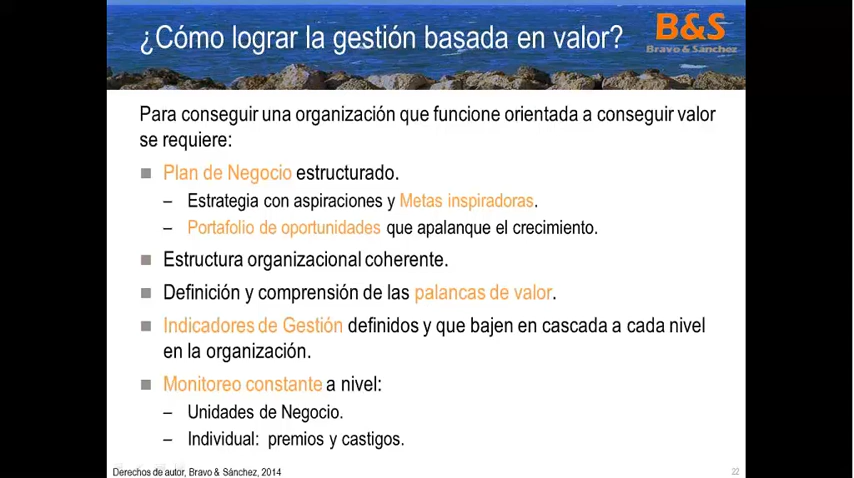 ¿Cómo lograr la gestión basada en valor?
B&S
Bravo & Sánchez
Para conseguir una organización que funcione orientada a conseguir valor
se requiere:
Plan de Negocio estructurado.
– Estrategia con aspiraciones y Metas inspiradoras.
– Portafolio de oportunidades que apalanque el crecimiento.
Estructura organizacional coherente.
Definición y comprensión de las palancas de valor.
Indicadores de Gestión definidos y que bajen en cascada a cada nivel
en la organización.
Monitoreo constante a nivel:
– Unidades de Negocio.
– Individual: premios y castigos.
Derechos de autor, Bravo & Sánchez, 2014
22